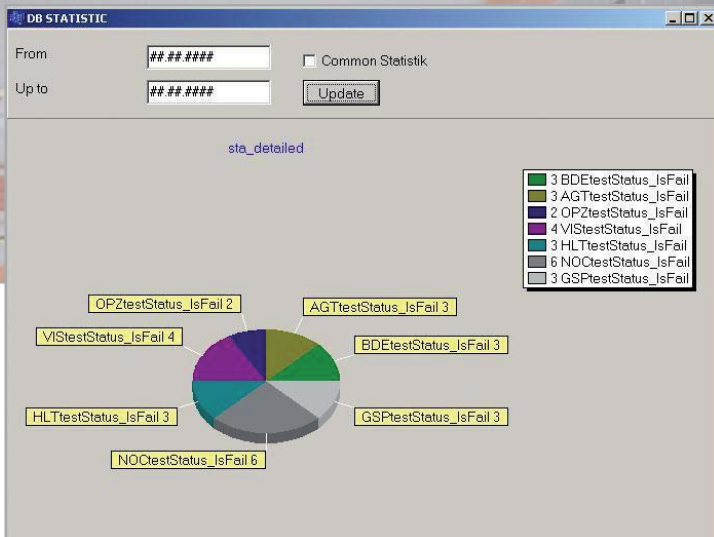 DB STATISTIC
From ##.##.#### Common Statistik
Up to ##.##.#### Update
sta_detailed
3 BDEtestStatus_IsFail
3 AGTtestStatus_IsFail
2 OPZtestStatus_IsFail
4 VIStestStatus_IsFail
3 HLTtestStatus_IsFail
6 NOCtestStatus_IsFail
3 GSPtestStatus_IsFail
OPZtestStatus_IsFail 2
AGTtestStatus_IsFail 3
VIStestStatus_IsFail 4
BDEtestStatus_IsFail 3
HLTtestStatus_IsFail 3
GSPtestStatus_IsFail 3
NOCtestStatus_IsFail 6